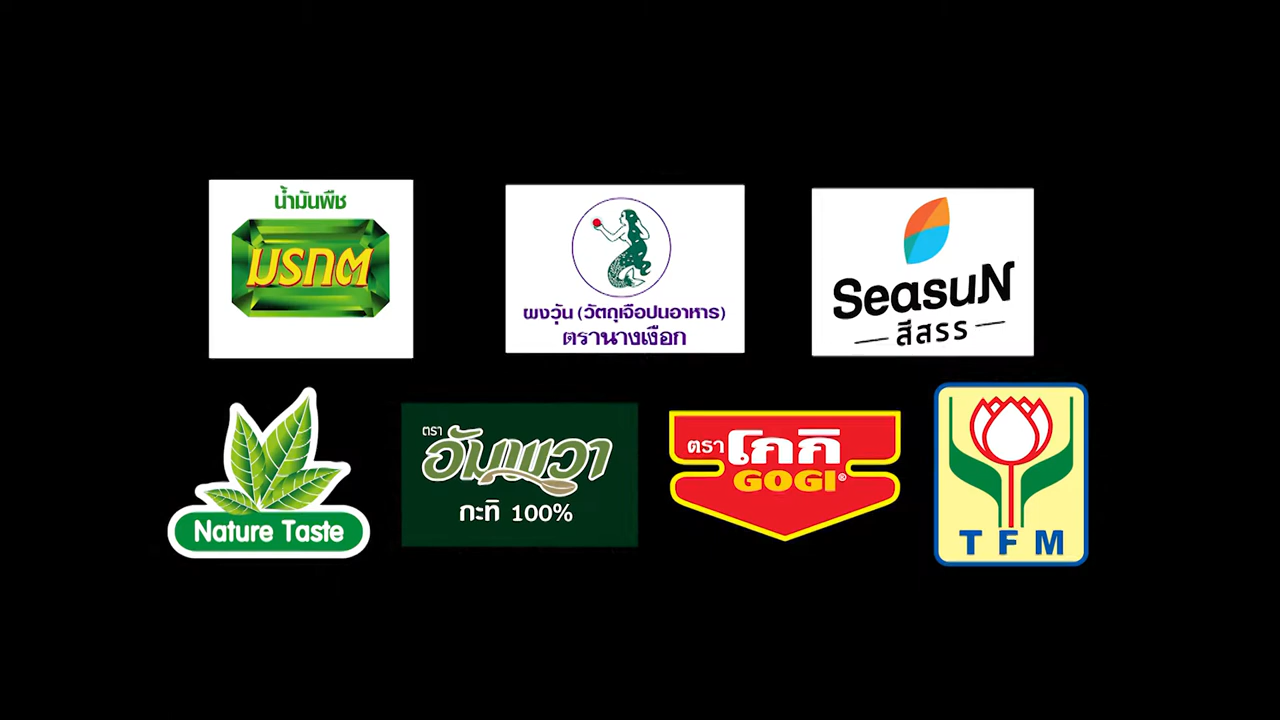 น้ำมันพืช
มรกต
ผงวุ้น (วัตถุเจือปนอาหาร)
ตรานางเงือก
SeasuN
สีสรร
Nature Taste
ตรา
อัมพวา
กะทิ 100%
ตรา โกกิ
GOGI®
TFM